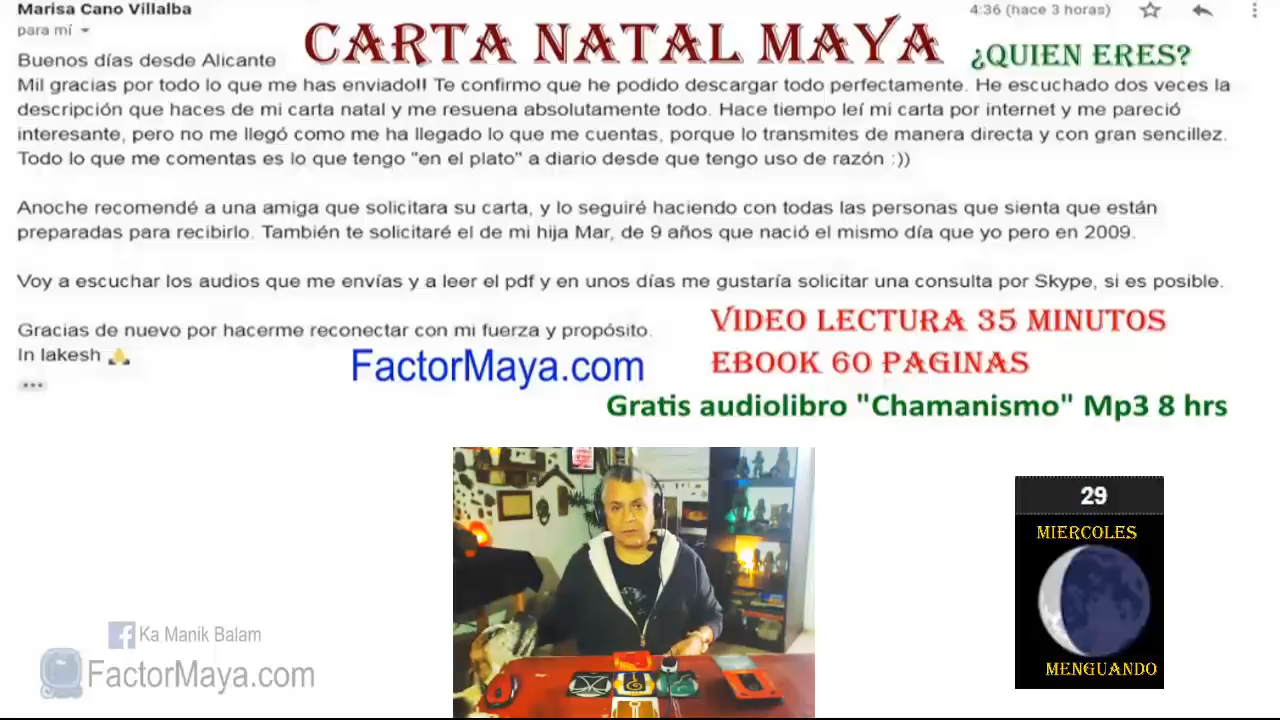 Marisa Cano Villalba
4:36 (hace 3 horas)
para mí
CARTA NATAL MAYA
¿QUIEN ERES?
Buenos días desde Alicante
Mil gracias por todo lo que me has enviado!! Te confirmo que he podido descargar todo perfectamente. He escuchado dos veces la
descripción que haces de mi carta natal y me resuena absolutamente todo. Hace tiempo leí mi carta por internet y me pareció
interesante, pero no me llegó como me ha llegado lo que me cuentas, porque lo transmites de manera directa y con gran sencillez.
Todo lo que me comentas es lo que tengo "en el plato" a diario desde que tengo uso de razón :))
Anoche recomendé a una amiga que solicitara su carta, y lo seguiré haciendo con todas las personas que sienta que están
preparadas para recibirlo. También te solicitaré el de mi hija Mar, de 9 años que nació el mismo día que yo pero en 2009.
Voy a escuchar los audios que me envías y a leer el pdf y en unos días me gustaría solicitar una consulta por Skype, si es posible.
Gracias de nuevo por hacerme reconectar con mi fuerza y propósito.
In lakesh 🙏
FactorMaya.com
VIDEO LECTURA 35 MINUTOS
EBOOK 60 PAGINAS
Gratis audiolibro "Chamanismo" Mp3 8 hrs
29
MIERCOLES
MENGUANDO
Ka Manik Balam
FactorMaya.com